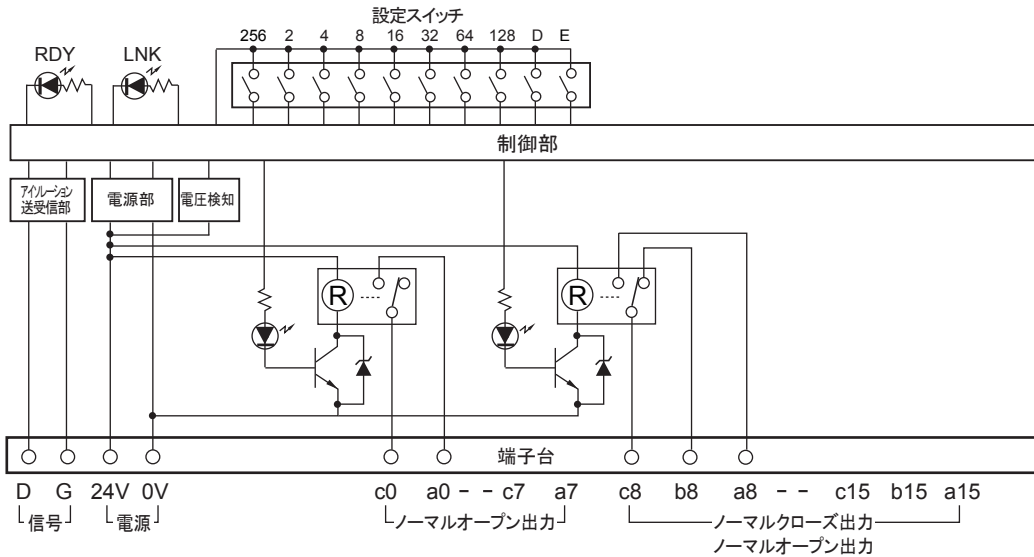 設定スイッチ
256 2 4 8 16 32 64 128 D E
RDY LNK
制御部
アイソレーション
送受信部
電源部
電圧検知
R R
端子台
D G 24V 0V c0 a0 - - c7 a7 c8 b8 a8 - - c15 b15 a15
信号 電源 ノーマルオープン出力 ノーマルクローズ出力
ノーマルオープン出力